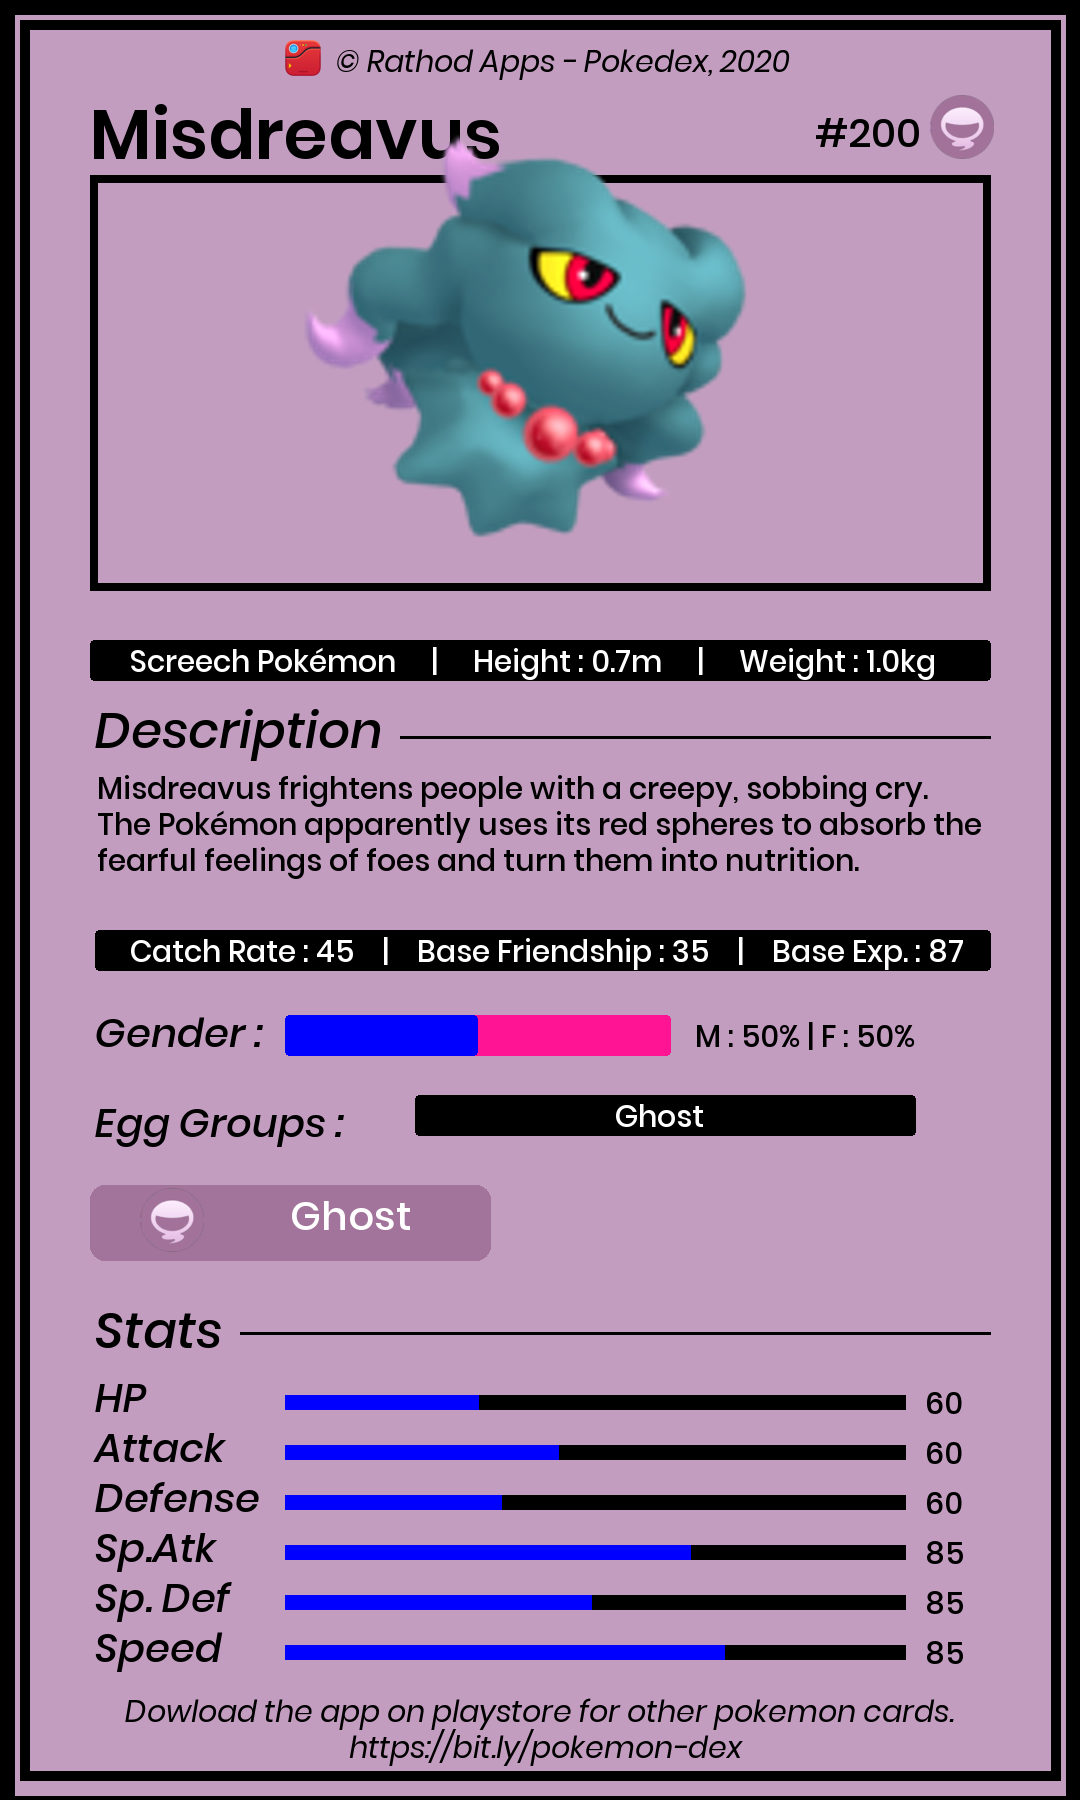 © Rathod Apps - Pokedex, 2020
Misdreavus
#200
Screech Pokémon | Height : 0.7m | Weight : 1.0kg
Description
Misdreavus frightens people with a creepy, sobbing cry.
The Pokémon apparently uses its red spheres to absorb the
fearful feelings of foes and turn them into nutrition.
Catch Rate : 45 | Base Friendship : 35 | Base Exp. : 87
Gender : M : 50% | F : 50%
Egg Groups : Ghost
Ghost
Stats
HP 60
Attack 60
Defense 60
Sp.Atk 85
Sp. Def 85
Speed 85
Dowload the app on playstore for other pokemon cards.
https://bit.ly/pokemon-dex